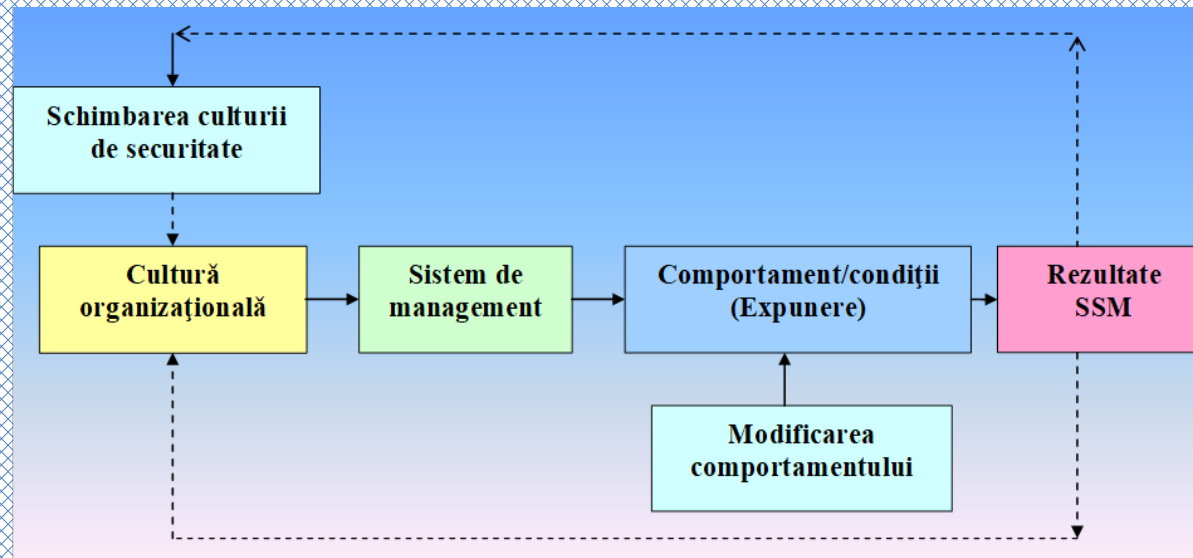 Schimbarea culturii
de securitate
Cultură
organizaţională
Sistem de
management
Comportament/condiţii
(Expunere)
Rezultate
SSM
Modificarea
comportamentului